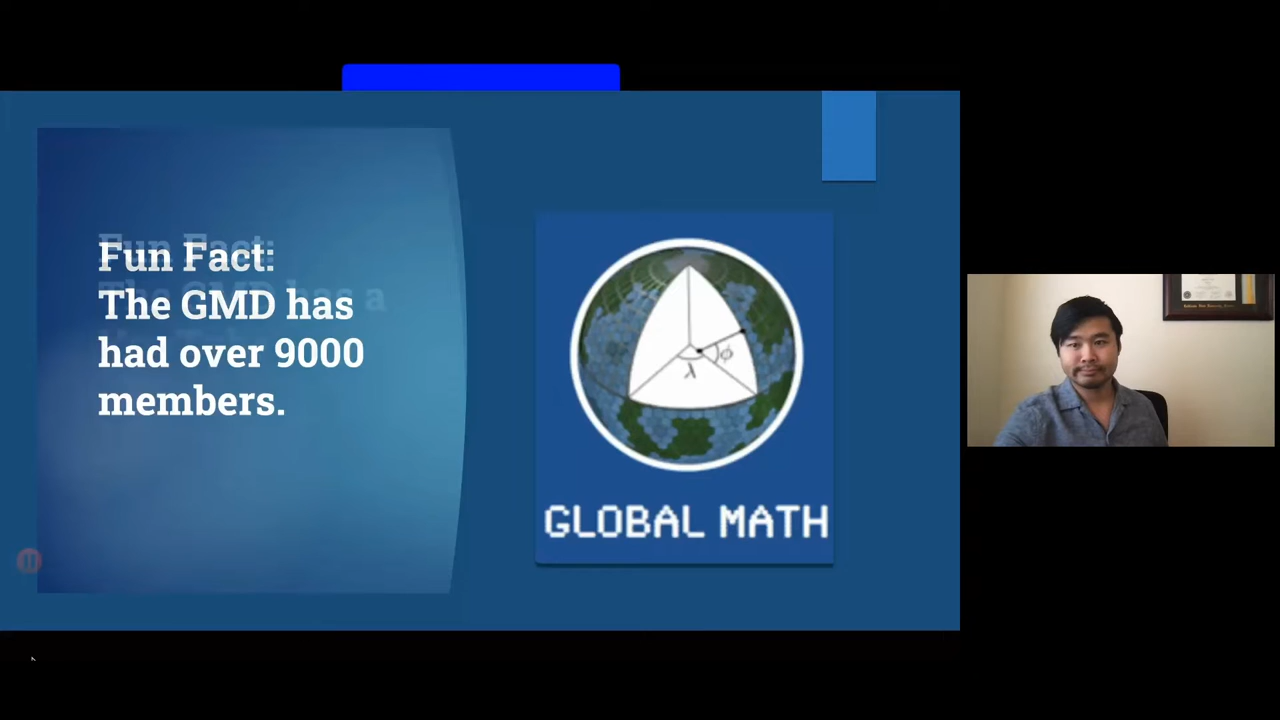 Fun Fact:
The GMD has
had over 9000
members.
λ
ϕ
GLOBAL MATH